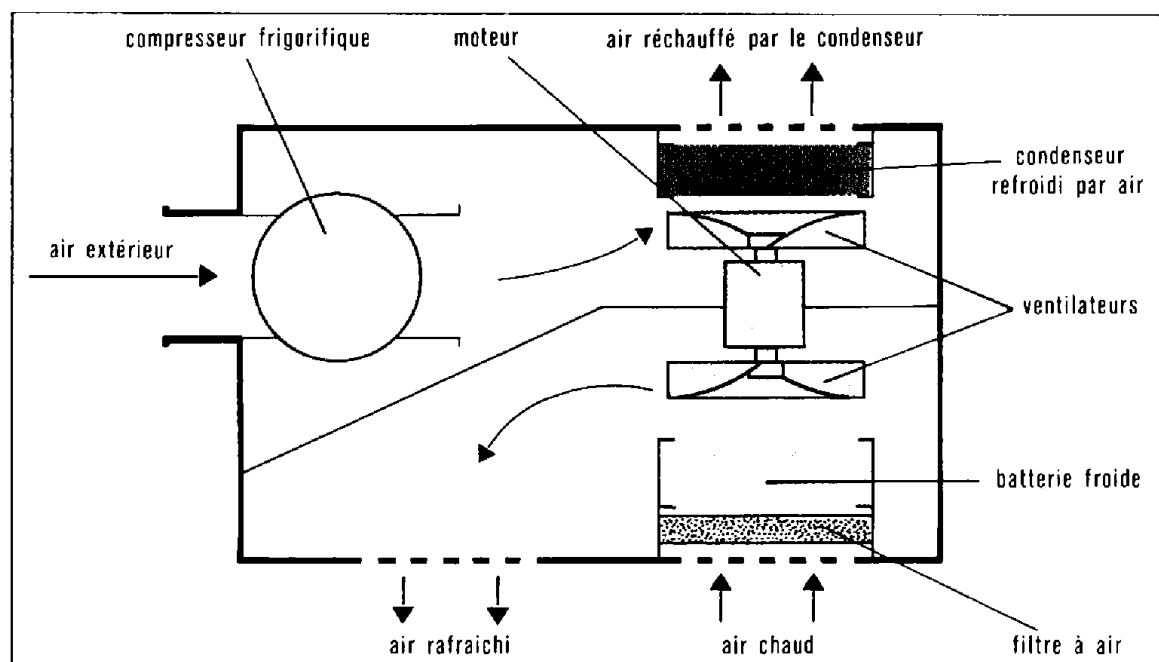 compresseur frigorifique
moteur
air réchauffé par le condenseur
condenseur
refroidi par air
air extérieur
ventilateurs
batterie froide
air rafraichi
air chaud
filtre à air